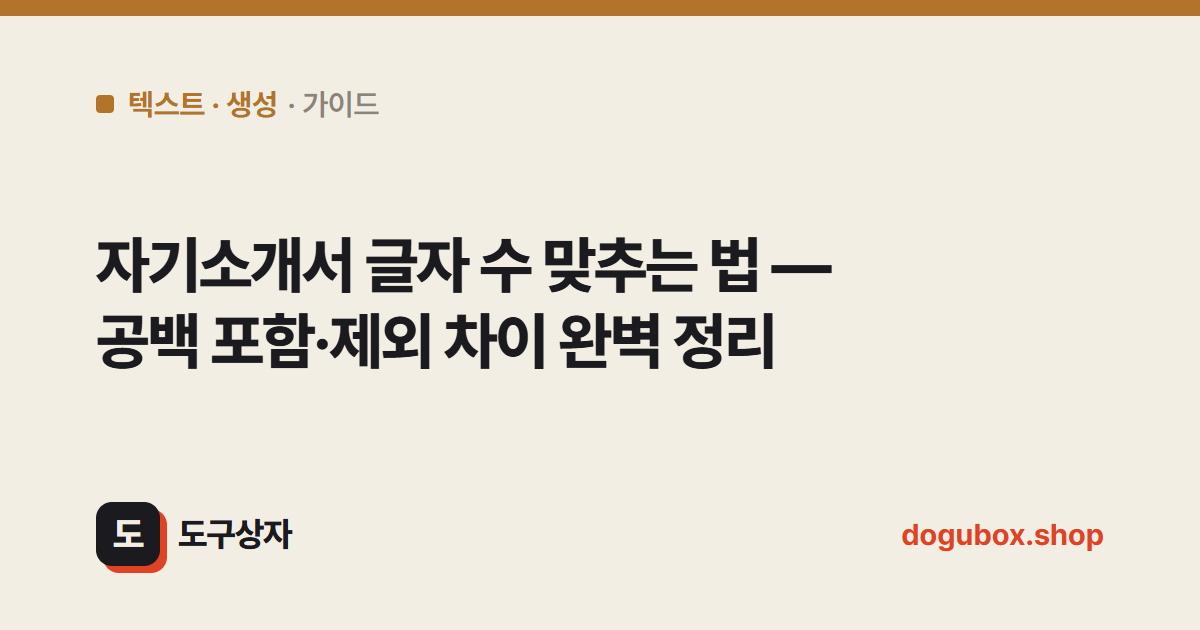 텍스트 · 생성 · 가이드
자기소개서 글자 수 맞추는 법 —
공백 포함·제외 차이 완벽 정리
도 도구상자
dogubox.shop